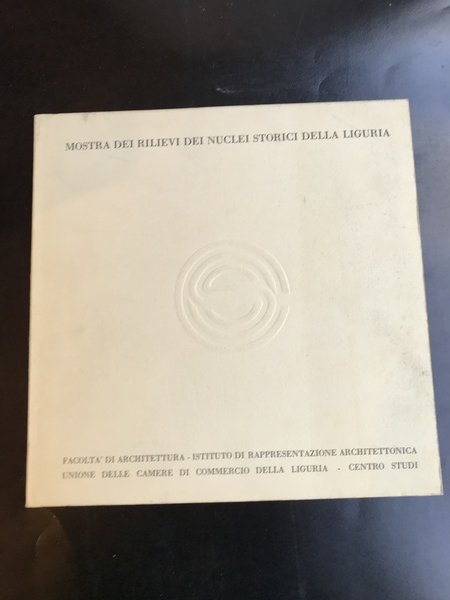 MOSTRA DEI RILIEVI DEI NUCLEI STORICI DELLA LIGURIA
FACOLTA' DI ARCHITETTURA - ISTITUTO DI RAPPRESENTAZIONE ARCHITETTONICA
UNIONE DELLE CAMERE DI COMMERCIO DELLA LIGURIA - CENTRO STUDI